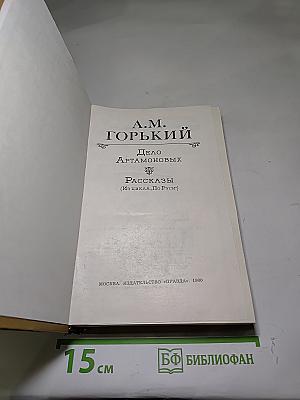 А.М.
ГОРЬКИЙ
Дело
Артамоновых
Рассказы
(Из цикла „По Руси“)
МОСКВА. ИЗДАТЕЛЬСТВО «ПРАВДА». 1980
15 см
БФ БИБЛИОФАН